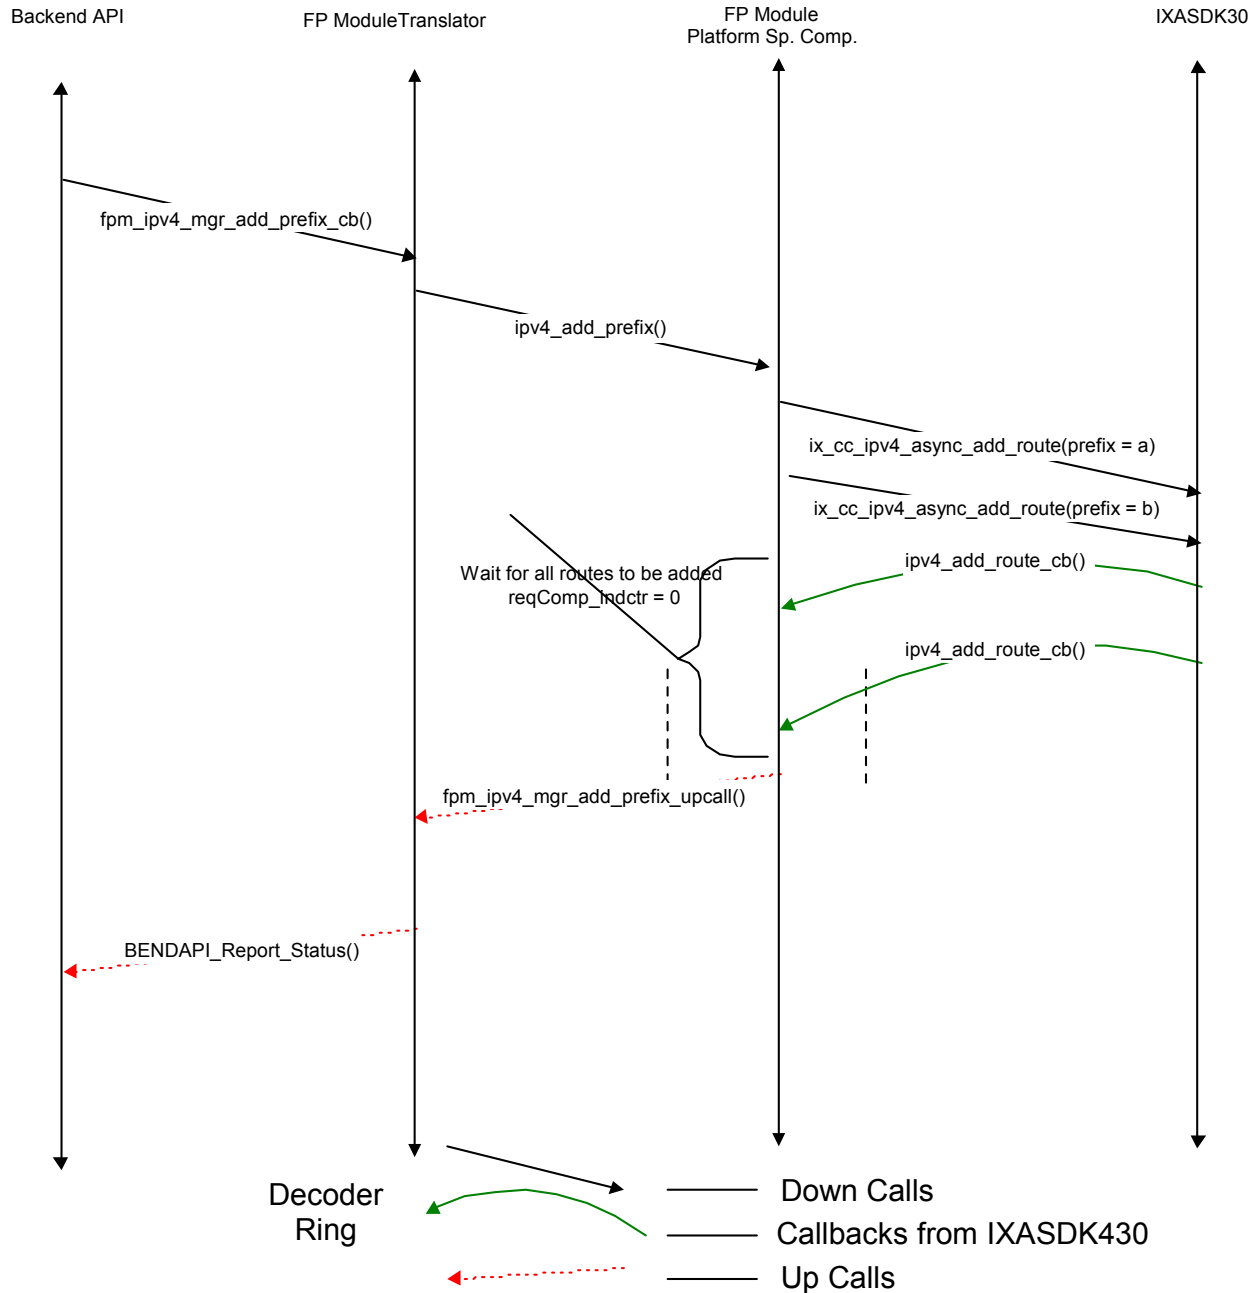 Backend API
FP ModuleTranslator
FP Module
Platform Sp. Comp.
IXASDK30
fpm_ipv4_mgr_add_prefix_cb()
ipv4_add_prefix()
ix_cc_ipv4_async_add_route(prefix = a)
ix_cc_ipv4_async_add_route(prefix = b)
ipv4_add_route_cb()
Wait for all routes to be added
reqComp_indctr = 0
ipv4_add_route_cb()
fpm_ipv4_mgr_add_prefix_upcall()
BENDAPI_Report_Status()
Decoder
Ring
Down Calls
Callbacks from IXASDK430
Up Calls